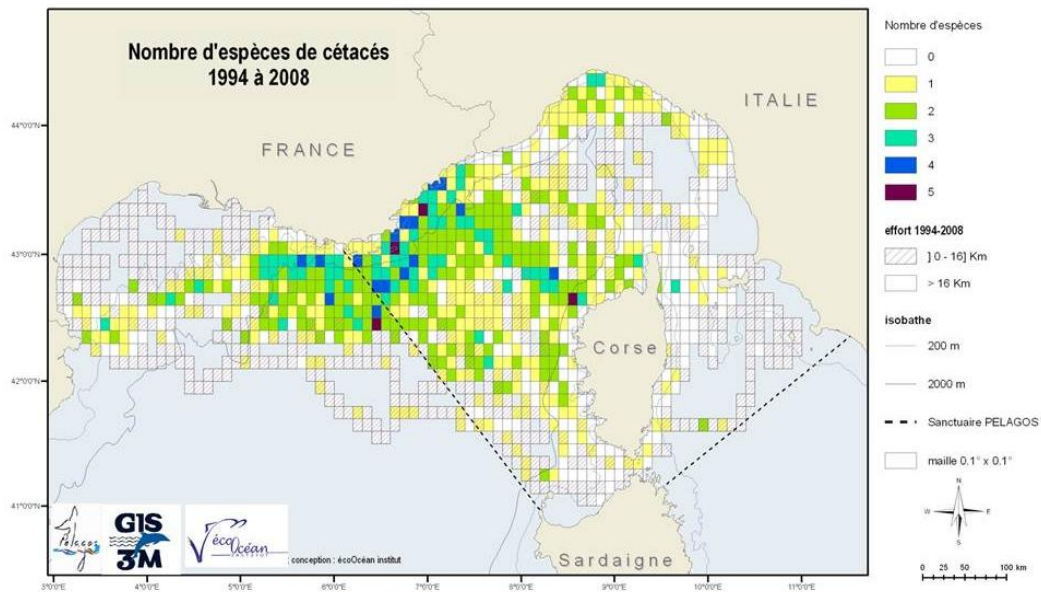 Nombre d'espèces de cétacés
1994 à 2008
FRANCE
ITALIE
Corse
Sardaigne
44°0'0"N
43°0'0"N
42°0'0"N
41°0'0"N
3°0'0"E
4°0'0"E
5°0'0"E
6°0'0"E
7°0'0"E
8°0'0"E
9°0'0"E
10°0'0"E
11°0'0"E
Pelagos
GIS
3M
écoOcéan
INSTITUT
conception : écoOcéan institut
Nombre d'espèces
0
1
2
3
4
5
effort 1994-2008
] 0 - 16] Km
> 16 Km
isobathe
200 m
2000 m
Sanctuaire PELAGOS
maille 0.1° x 0.1°
N
W
E
S
0 25 50 100 km